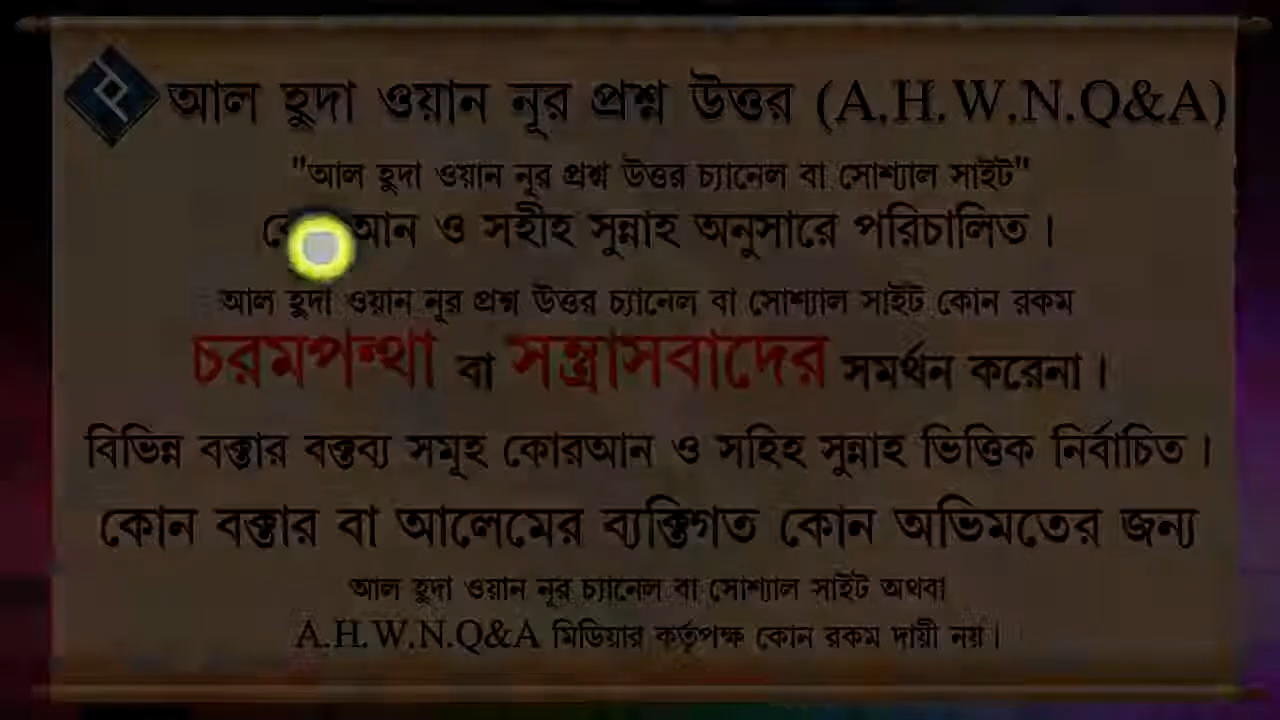 আল হুদা ওয়ান নূর প্রশ্ন উত্তর (A.H.W.N.Q&A)
"আল হুদা ওয়ান নূর প্রশ্ন উত্তর চ্যানেল বা সোশ্যাল সাইট"
ও সহীহ সুন্নাহ অনুসারে পরিচালিত।
আল হুদা ওয়ান নূর প্রশ্ন উত্তর চ্যানেল বা সোশ্যাল সাইট কোন রকম
চরমপন্থা বা সন্ত্রাসবাদের সমর্থন করেনা।
বিভিন্ন বক্তার বক্তব্য সমূহ কোরআন ও সহিহ সুন্নাহ ভিত্তিক নির্বাচিত।
কোন বক্তার বা আলেমের ব্যক্তিগত কোন অভিমতের জন্য
আল হুদা ওয়ান নূর চ্যানেল বা সোশ্যাল সাইট অথবা
A.H.W.N.Q&A মিডিয়ার কর্তৃপক্ষ কোন রকম দায়ী নয়।